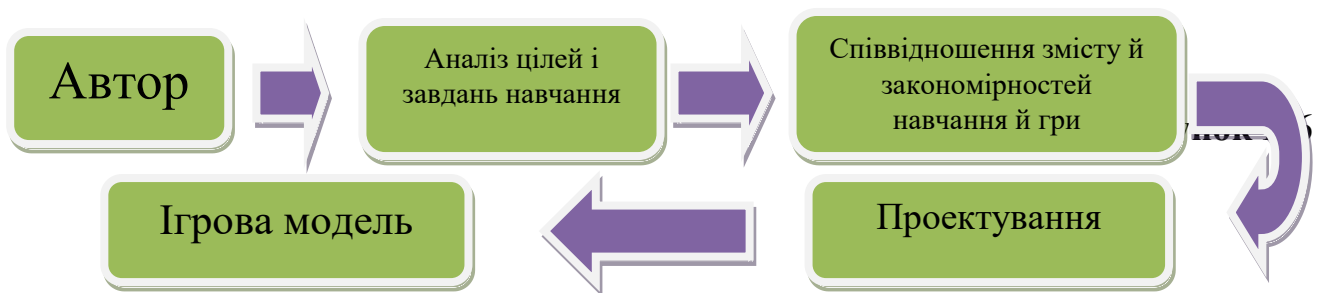 Автор
Аналіз цілей і
завдань навчання
Співвідношення змісту й
закономірностей
навчання й гри
Проектування
Ігрова модель